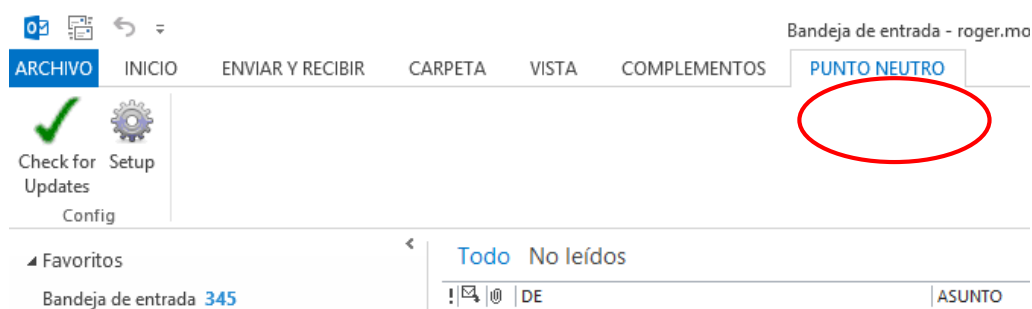 Bandeja de entrada - roger.mo
ARCHIVO INICIO ENVIAR Y RECIBIR CARPETA VISTA COMPLEMENTOS PUNTO NEUTRO
Check for Updates
Setup
Config
Favoritos
Todo No leídos
Bandeja de entrada 345
! DE ASUNTO